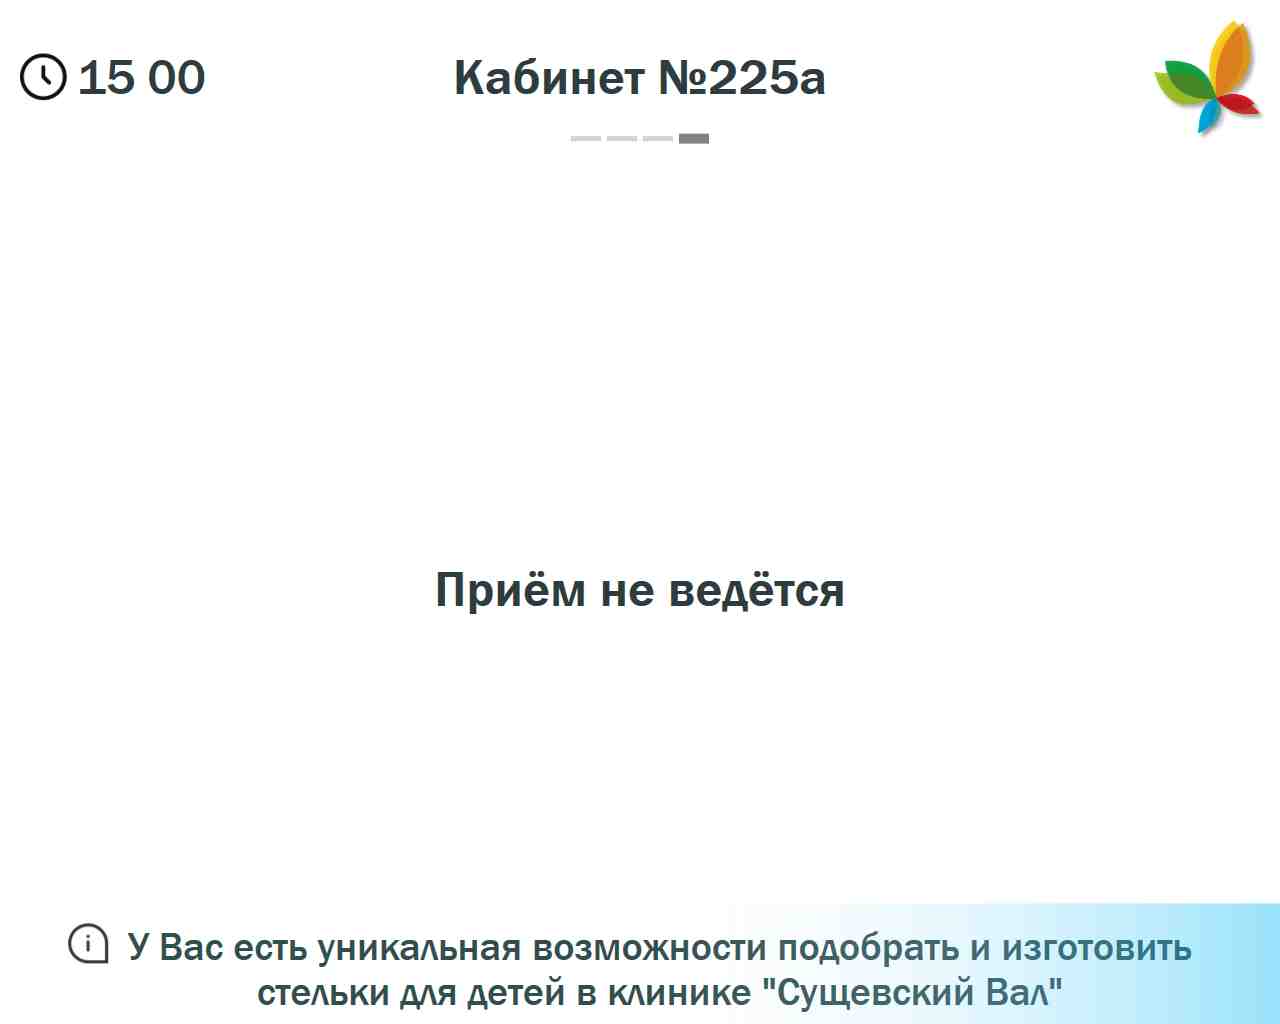 15 00
Кабинет №225а
Приём не ведётся
У Вас есть уникальная возможности подобрать и изготовить
стельки для детей в клинике "Сущевский Вал"